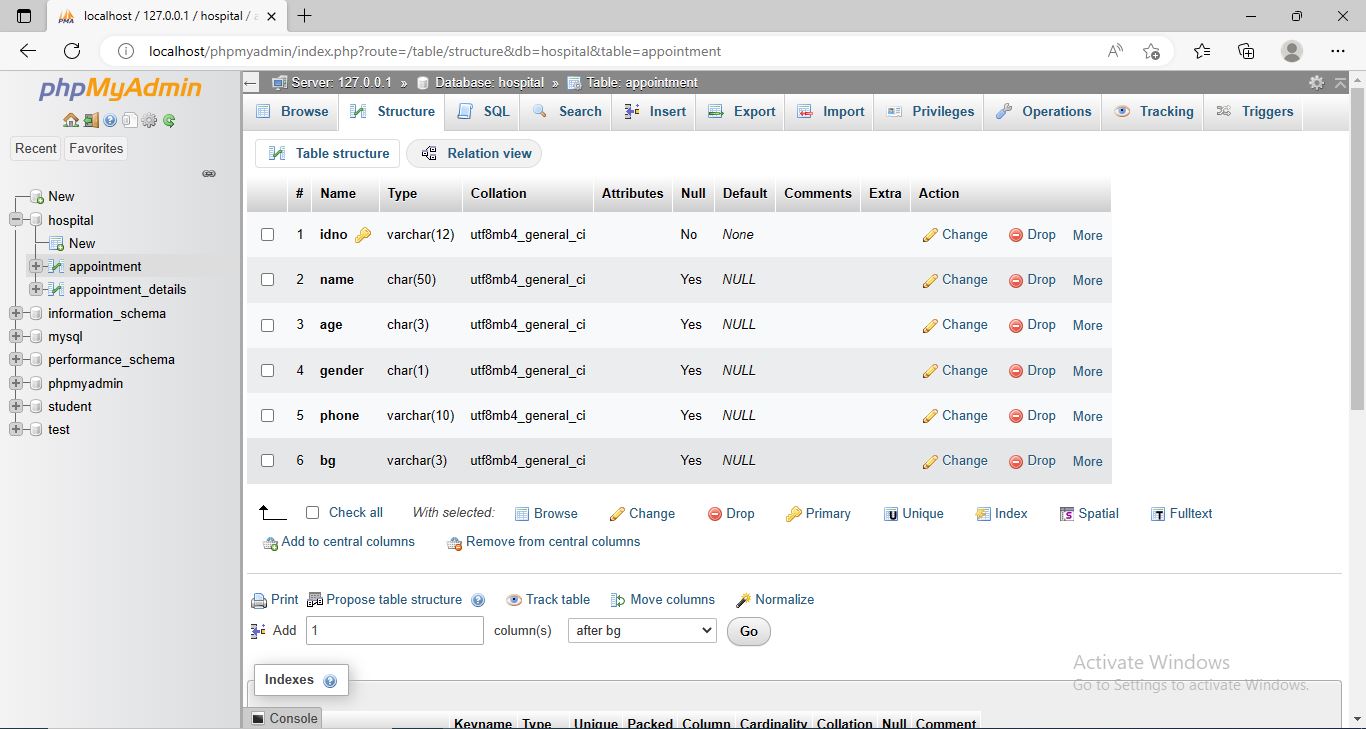 localhost / 127.0.0.1 / hospital /
localhost/phpmyadmin/index.php?route=/table/structure&db=hospital&table=appointment
phpMyAdmin
Recent Favorites
New
hospital
New
appointment
appointment_details
information_schema
mysql
performance_schema
phpmyadmin
student
test
Server: 127.0.0.1 » Database: hospital » Table: appointment
Browse Structure SQL Search Insert Export Import Privileges Operations Tracking Triggers
Table structure Relation view
# Name Type Collation Attributes Null Default Comments Extra Action
1 idno varchar(12) utf8mb4_general_ci No None Change Drop More
2 name char(50) utf8mb4_general_ci Yes NULL Change Drop More
3 age char(3) utf8mb4_general_ci Yes NULL Change Drop More
4 gender char(1) utf8mb4_general_ci Yes NULL Change Drop More
5 phone varchar(10) utf8mb4_general_ci Yes NULL Change Drop More
6 bg varchar(3) utf8mb4_general_ci Yes NULL Change Drop More
Check all With selected: Browse Change Drop Primary Unique Index Spatial Fulltext
Add to central columns Remove from central columns
Print Propose table structure Track table Move columns Normalize
Add 1 column(s) after bg Go
Indexes
Keyname Type Unique Packed Column Cardinality Collation Null Comment
Console
Activate Windows
Go to Settings to activate Windows.